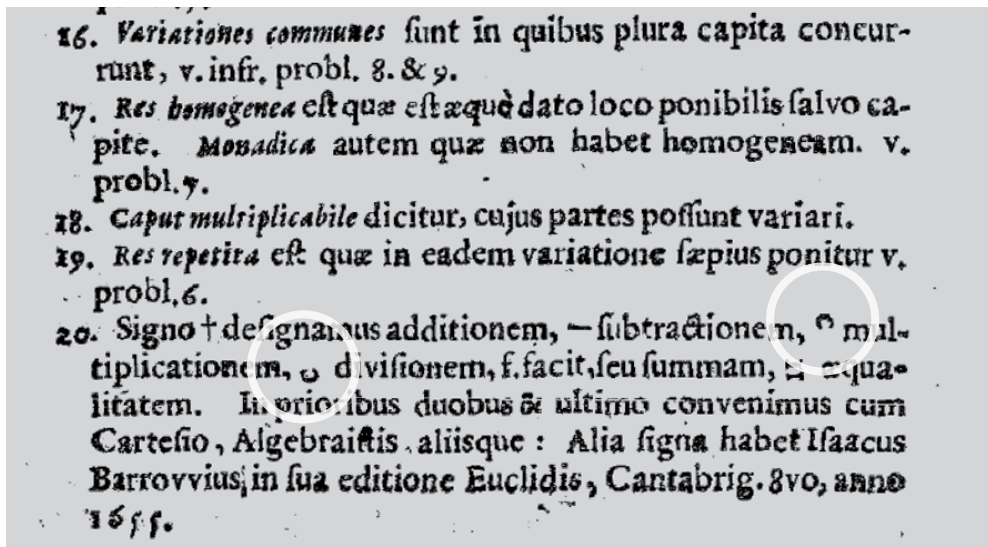 16. Variationes communes ſunt in quibus plura capita concur-
runt, v. infr. probl. 8. & 9.
17. Res homogenea eſt quæ eſt æquè dato loco ponibilis ſalvo ca-
pite. Monadica autem quæ non habet homogeneam. v.
probl. 7.
18. Caput multiplicabile dicitur, cujus partes poſſunt variari.
19. Res repetita eſt quæ in eadem variatione ſæpius ponitur v.
probl. 6.
20. Signo † deſignamus additionem, — ſubtractionem, ⌒ mul-
tiplicationem, ◡ diviſionem, f. facit, ſeu ſummam, = æqua-
litatem. In prioribus duobus & ultimo convenimus cum
Carteſio, Algebraiſtis aliisque: Alia ſigna habet Iſaacus
Barrovvius in ſua editione Euclidis, Cantabrig. 8vo, anno
1655.